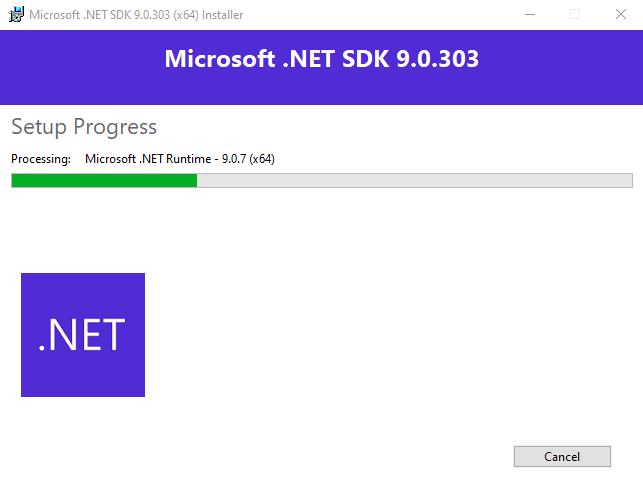 Microsoft .NET SDK 9.0.303 (x64) Installer
Microsoft .NET SDK 9.0.303
Setup Progress
Processing: Microsoft .NET Runtime - 9.0.7 (x64)
.NET
Cancel